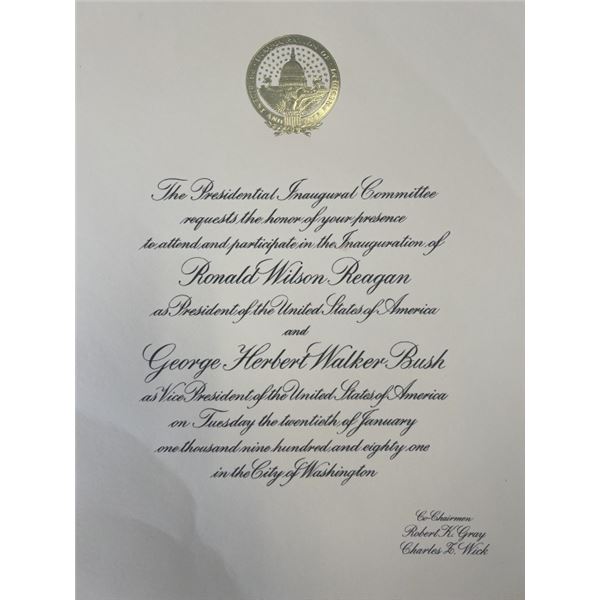 The Presidential Inaugural Committee
requests the honor of your presence
to attend and participate in the Inauguration of
Ronald Wilson Reagan
as President of the United States of America
and
George Herbert Walker Bush
as Vice President of the United States of America
on Tuesday the twentieth of January
one thousand nine hundred and eighty one
in the City of Washington
Co-Chairmen
Robert K. Gray
Charles Z. Wick